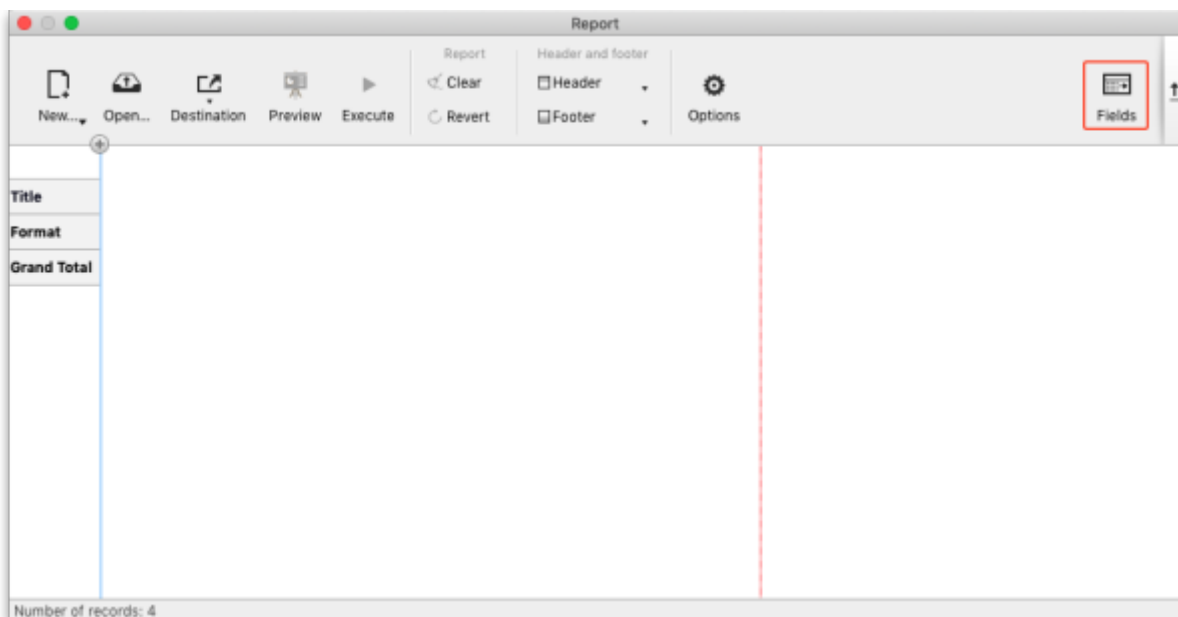 Report
Report
Header and footer
Clear
Header
New...
Open...
Destination
Preview
Execute
Revert
Footer
Options
Fields
Title
Format
Grand Total
Number of records: 4